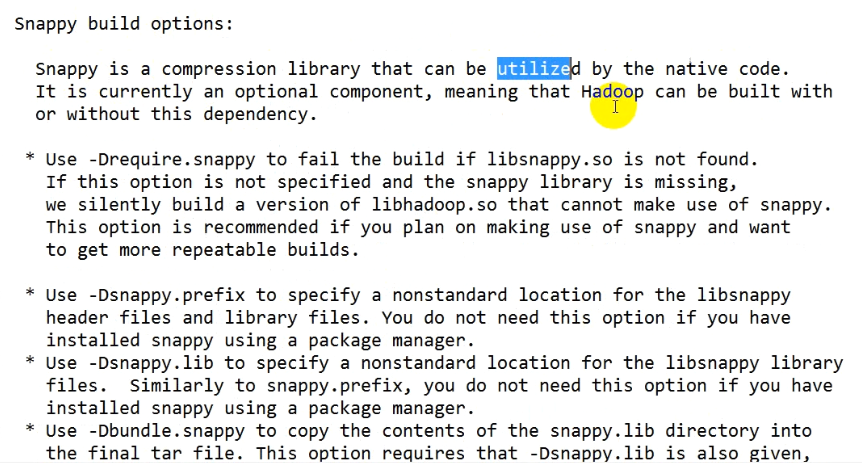 Snappy build options:
Snappy is a compression library that can be utilized by the native code.
It is currently an optional component, meaning that Hadoop can be built with
or without this dependency.
* Use -Drequire.snappy to fail the build if libsnappy.so is not found.
If this option is not specified and the snappy library is missing,
we silently build a version of libhadoop.so that cannot make use of snappy.
This option is recommended if you plan on making use of snappy and want
to get more repeatable builds.
* Use -Dsnappy.prefix to specify a nonstandard location for the libsnappy
header files and library files. You do not need this option if you have
installed snappy using a package manager.
* Use -Dsnappy.lib to specify a nonstandard location for the libsnappy library
files.  Similarly to snappy.prefix, you do not need this option if you have
installed snappy using a package manager.
* Use -Dbundle.snappy to copy the contents of the snappy.lib directory into
the final tar file. This option requires that -Dsnappy.lib is also given,